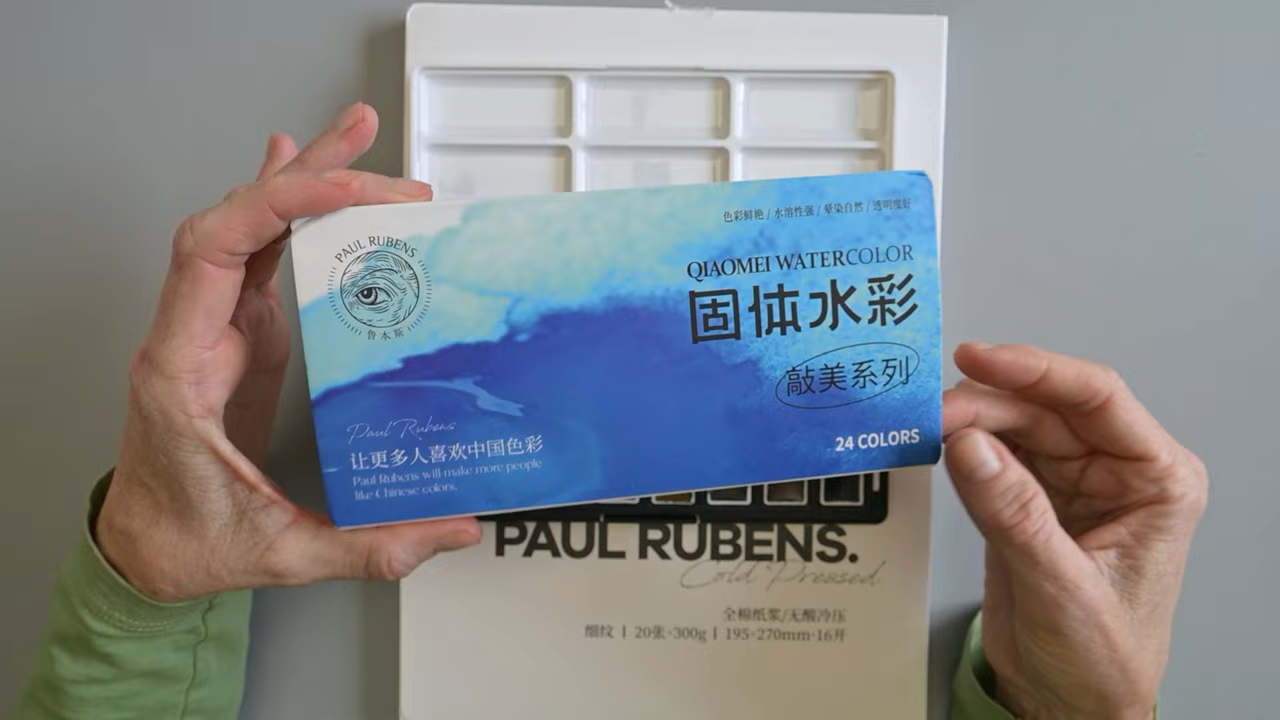 PAUL RUBENS
鲁本斯
色彩鲜艳 / 水溶性强 / 晕染自然 / 透明度好
QIAOMEI WATERCOLOR
固体水彩
敲美系列
24 COLORS
Paul Rubens
让更多人喜欢中国色彩
Paul Rubens will make more people
like Chinese colors.
PAUL RUBENS.
Cold Pressed
全棉纸浆/无酸冷压
细纹 | 20张·300g | 195·270mm·16开